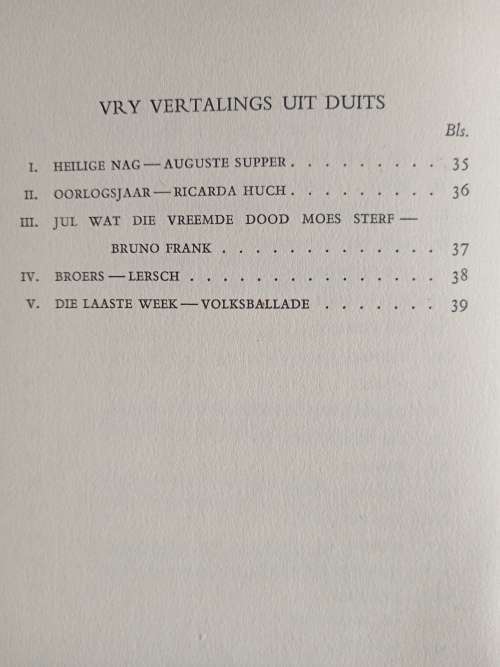 VRY VERTALINGS UIT DUITS
Bls.
I. HEILIGE NAG — AUGUSTE SUPPER . . . . . . . . . 35
II. OORLOGSJAAR — RICARDA HUCH . . . . . . . . . 36
III. JUL WAT DIE VREEMDE DOOD MOES STERF —
BRUNO FRANK . . . . . . . . . . . . . 37
IV. BROERS — LERSCH . . . . . . . . . . . . . . . 38
V. DIE LAASTE WEEK — VOLKSBALLADE . . . . . . . 39